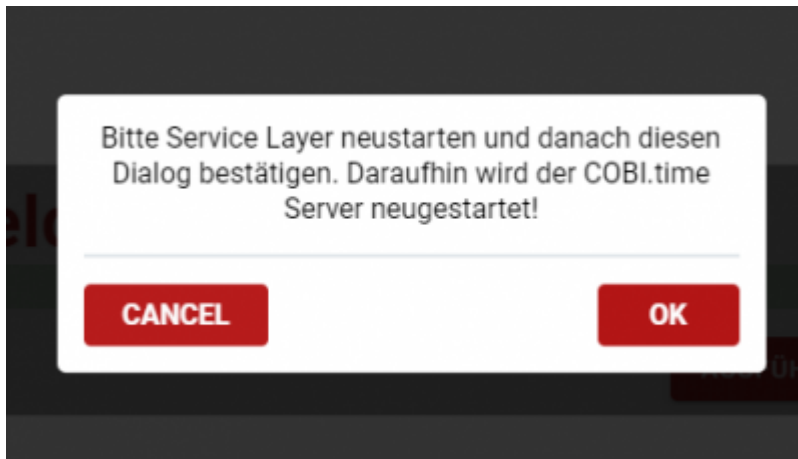 Bitte Service Layer neustarten und danach diesen
Dialog bestätigen. Daraufhin wird der COBI.time
Server neugestartet!
CANCEL
OK